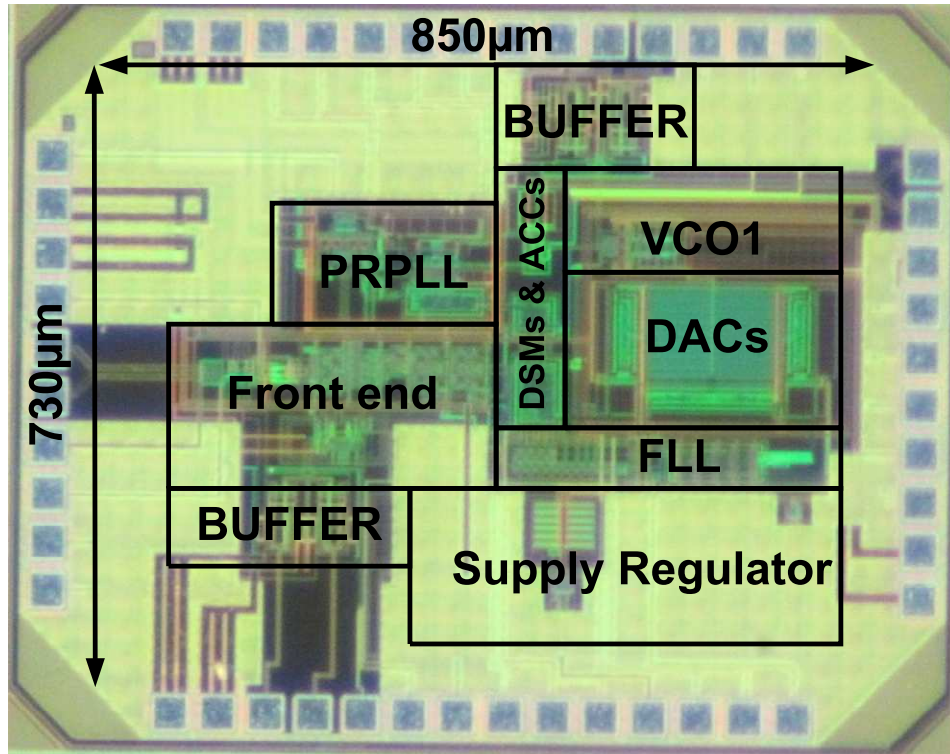 850µm
BUFFER
DSMs & ACCs
VCO1
PRPLL
DACs
730µm
Front end
FLL
BUFFER
Supply Regulator